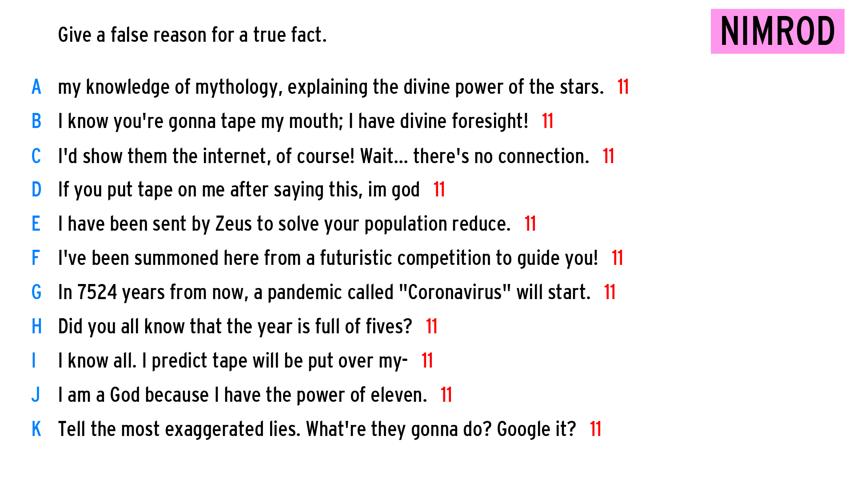 Give a false reason for a true fact.
NIMROD
A my knowledge of mythology, explaining the divine power of the stars. 11
B I know you're gonna tape my mouth; I have divine foresight! 11
C I'd show them the internet, of course! Wait... there's no connection. 11
D If you put tape on me after saying this, im god 11
E I have been sent by Zeus to solve your population reduce. 11
F I've been summoned here from a futuristic competition to guide you! 11
G In 7524 years from now, a pandemic called "Coronavirus" will start. 11
H Did you all know that the year is full of fives? 11
I I know all. I predict tape will be put over my- 11
J I am a God because I have the power of eleven. 11
K Tell the most exaggerated lies. What're they gonna do? Google it? 11